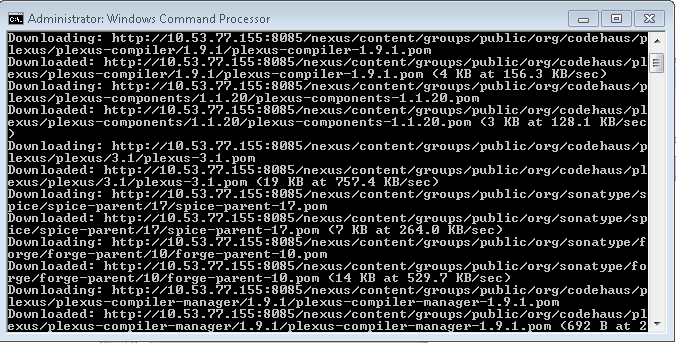 Administrator: Windows Command Processor
Downloading: http://10.53.77.155:8085/nexus/content/groups/public/org/codehaus/p
lexus/plexus-compiler/1.9.1/plexus-compiler-1.9.1.pom
Downloaded: http://10.53.77.155:8085/nexus/content/groups/public/org/codehaus/pl
exus/plexus-compiler/1.9.1/plexus-compiler-1.9.1.pom (4 KB at 156.3 KB/sec)
Downloading: http://10.53.77.155:8085/nexus/content/groups/public/org/codehaus/p
lexus/plexus-components/1.1.20/plexus-components-1.1.20.pom
Downloaded: http://10.53.77.155:8085/nexus/content/groups/public/org/codehaus/pl
exus/plexus-components/1.1.20/plexus-components-1.1.20.pom (3 KB at 128.1 KB/sec
)
Downloading: http://10.53.77.155:8085/nexus/content/groups/public/org/codehaus/p
lexus/plexus/3.1/plexus-3.1.pom
Downloaded: http://10.53.77.155:8085/nexus/content/groups/public/org/codehaus/pl
exus/plexus/3.1/plexus-3.1.pom (19 KB at 757.4 KB/sec)
Downloading: http://10.53.77.155:8085/nexus/content/groups/public/org/sonatype/s
pice/spice-parent/17/spice-parent-17.pom
Downloaded: http://10.53.77.155:8085/nexus/content/groups/public/org/sonatype/sp
ice/spice-parent/17/spice-parent-17.pom (7 KB at 264.0 KB/sec)
Downloading: http://10.53.77.155:8085/nexus/content/groups/public/org/sonatype/f
orge/forge-parent/10/forge-parent-10.pom
Downloaded: http://10.53.77.155:8085/nexus/content/groups/public/org/sonatype/fo
rge/forge-parent/10/forge-parent-10.pom (14 KB at 529.7 KB/sec)
Downloading: http://10.53.77.155:8085/nexus/content/groups/public/org/codehaus/p
lexus/plexus-compiler-manager/1.9.1/plexus-compiler-manager-1.9.1.pom
Downloaded: http://10.53.77.155:8085/nexus/content/groups/public/org/codehaus/pl
exus/plexus-compiler-manager/1.9.1/plexus-compiler-manager-1.9.1.pom (692 B at 2